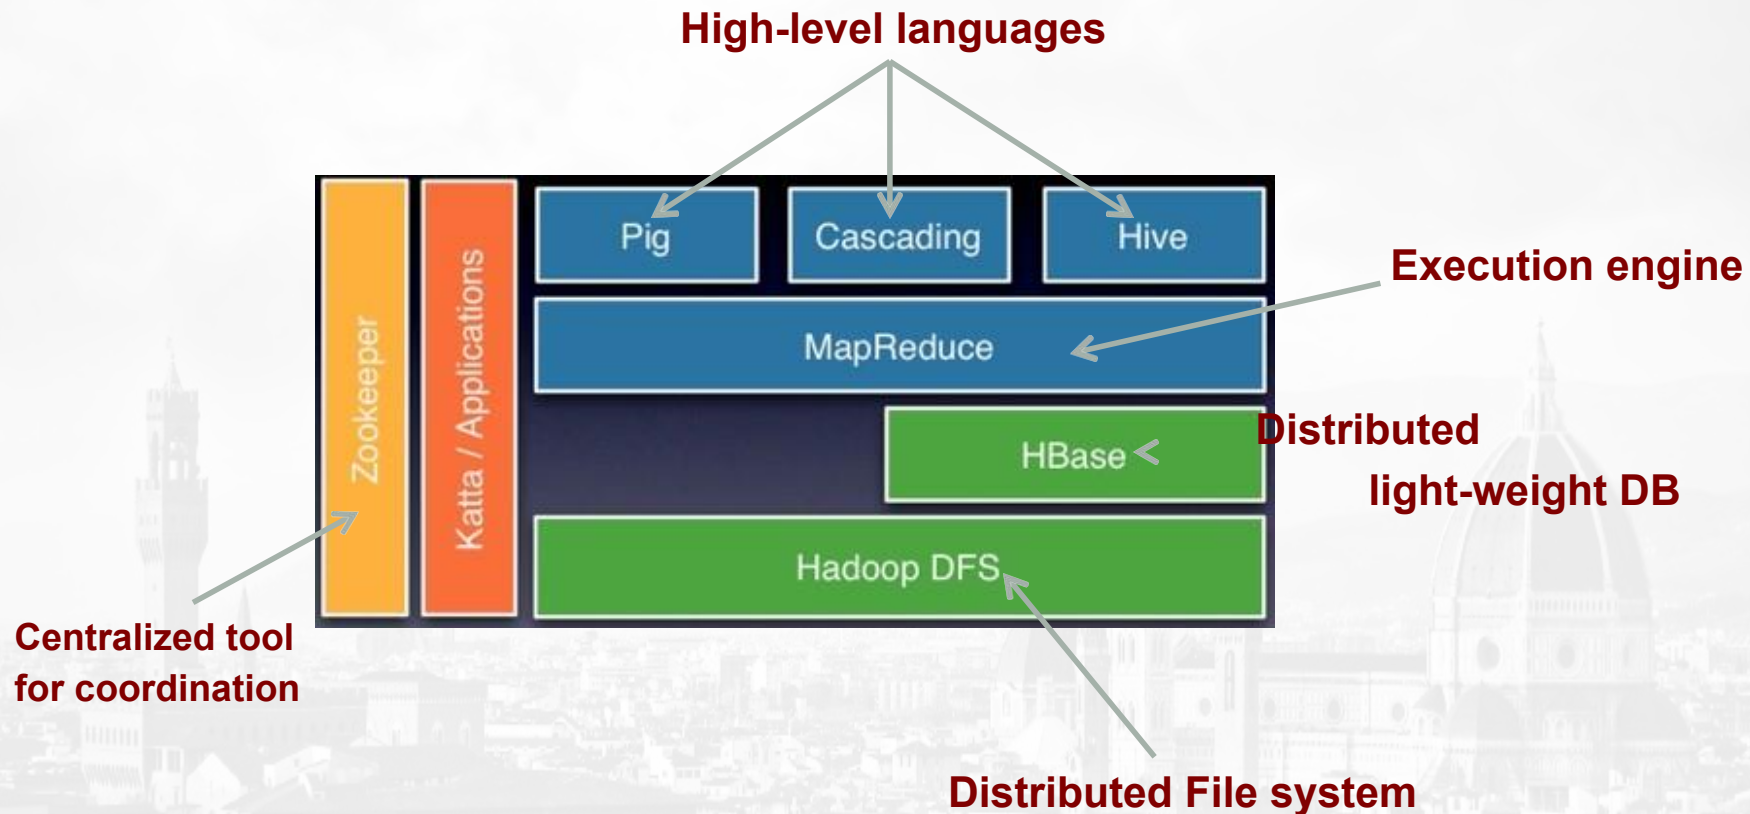 High-level languages
Pig
Cascading
Hive
Execution engine
MapReduce
Zookeeper
Katta / Applications
HBase
Distributed
light-weight DB
Hadoop DFS
Centralized tool
for coordination
Distributed File system